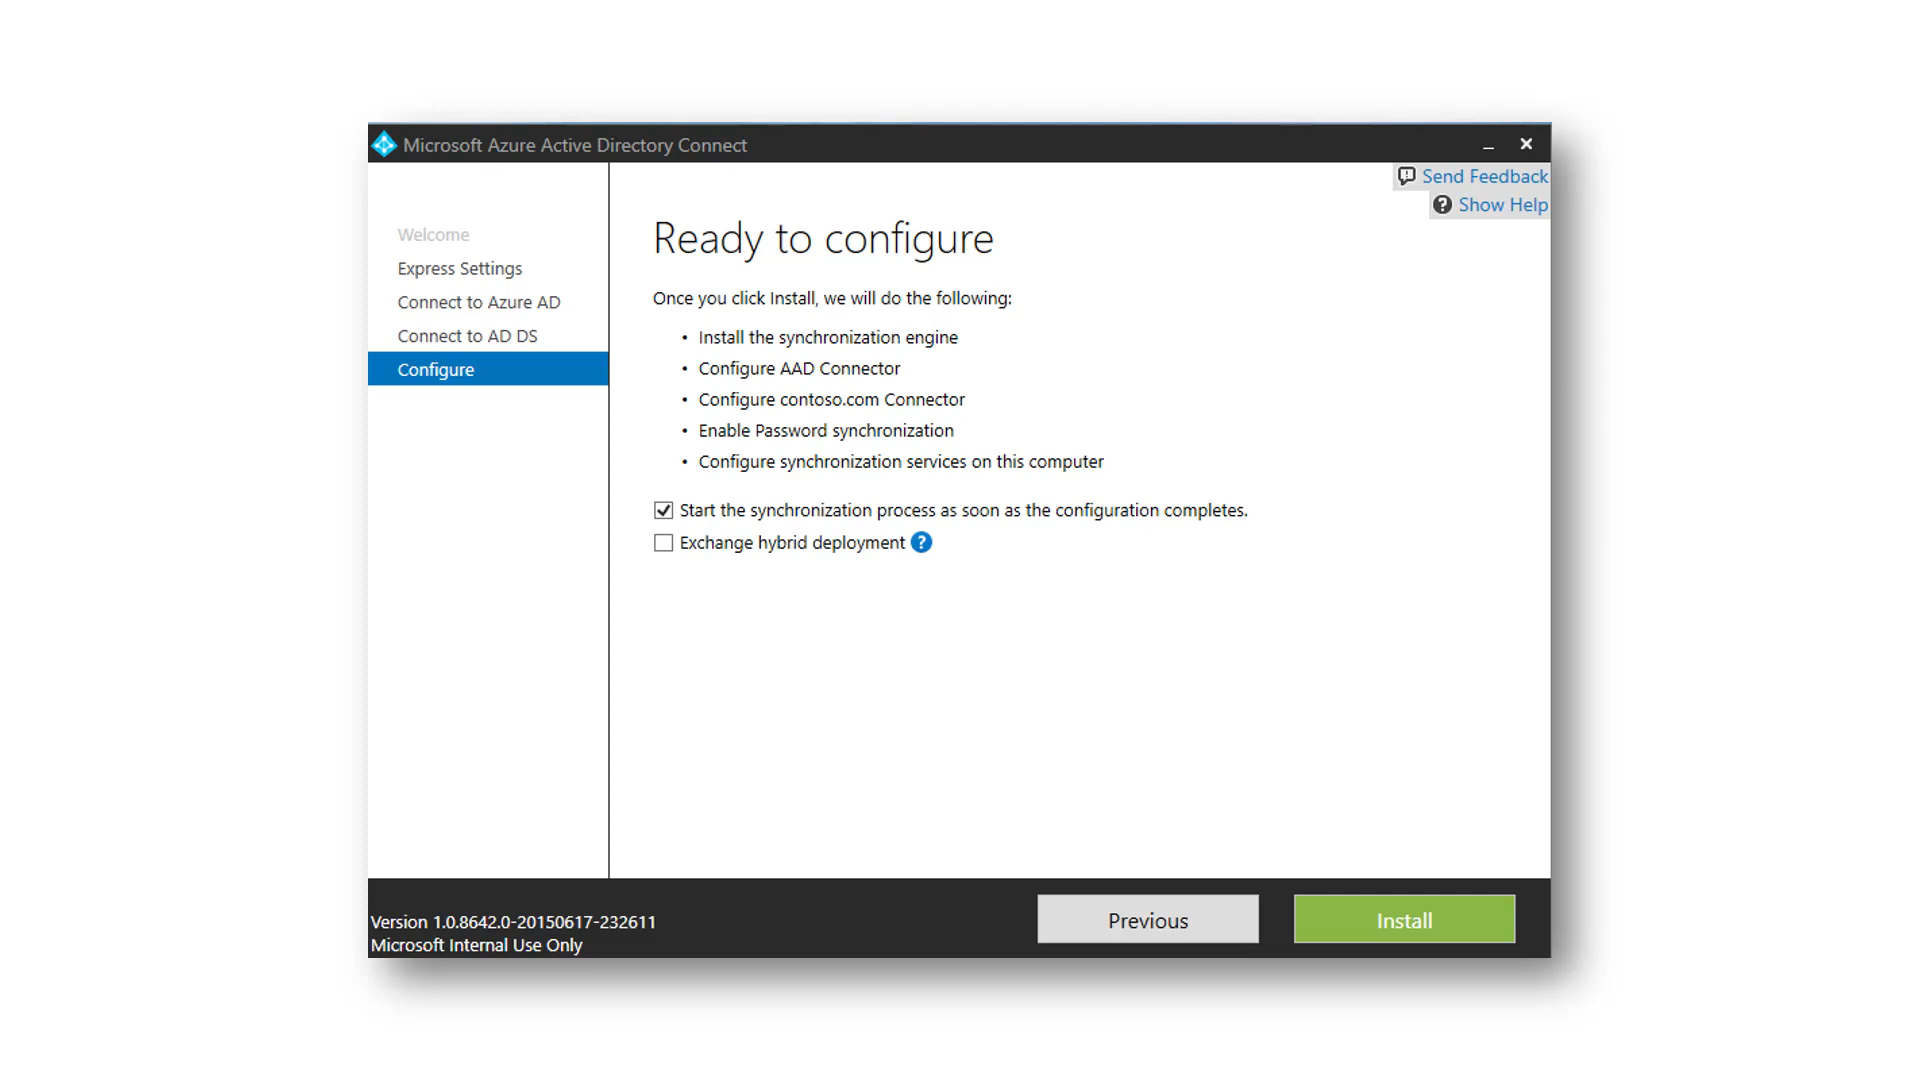 Microsoft Azure Active Directory Connect
Send Feedback
Show Help
Welcome
Express Settings
Connect to Azure AD
Connect to AD DS
Configure
Ready to configure
Once you click Install, we will do the following:
• Install the synchronization engine
• Configure AAD Connector
• Configure contoso.com Connector
• Enable Password synchronization
• Configure synchronization services on this computer
Start the synchronization process as soon as the configuration completes.
Exchange hybrid deployment ?
Version 1.0.8642.0-20150617-232611
Microsoft Internal Use Only
Previous
Install